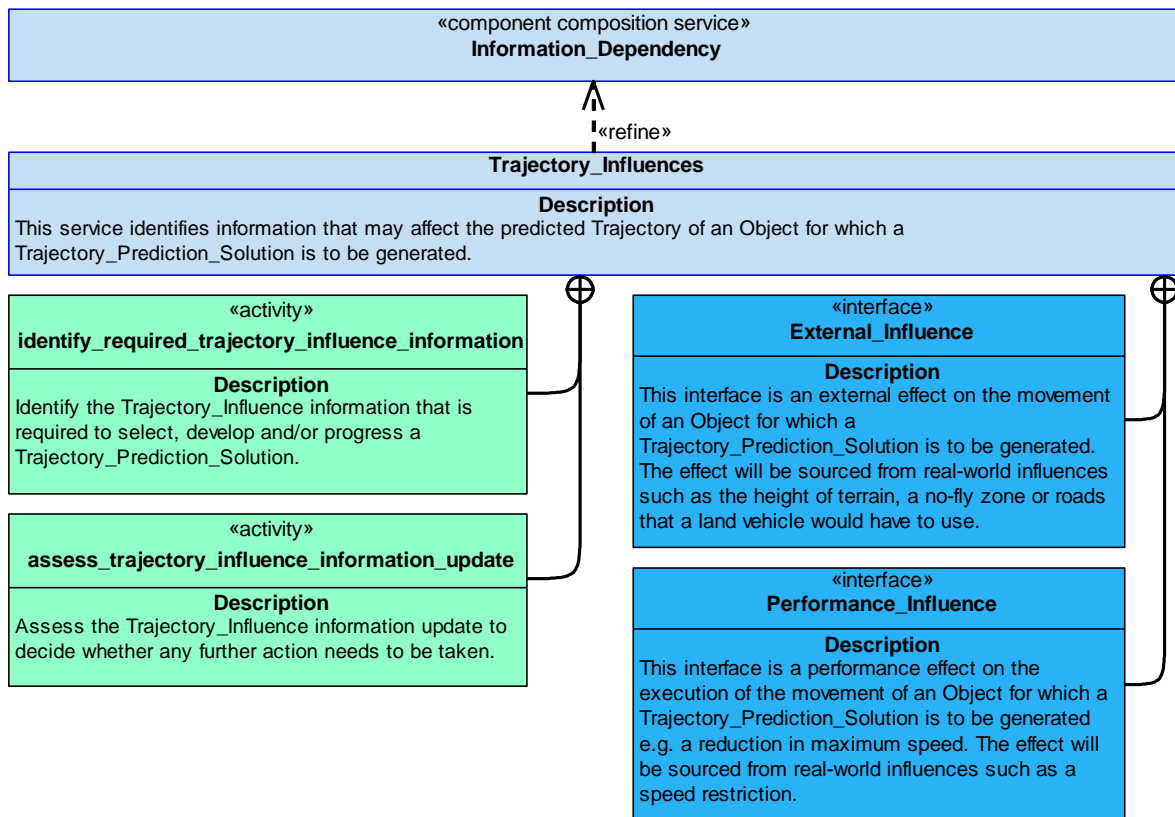 «component composition service»
Information_Dependency
«refine»
Trajectory_Influences
Description
This service identifies information that may affect the predicted Trajectory of an Object for which a
Trajectory_Prediction_Solution is to be generated.
«activity»
identify_required_trajectory_influence_information
Description
Identify the Trajectory_Influence information that is
required to select, develop and/or progress a
Trajectory_Prediction_Solution.
«activity»
assess_trajectory_influence_information_update
Description
Assess the Trajectory_Influence information update to
decide whether any further action needs to be taken.
«interface»
External_Influence
Description
This interface is an external effect on the movement
of an Object for which a
Trajectory_Prediction_Solution is to be generated.
The effect will be sourced from real-world influences
such as the height of terrain, a no-fly zone or roads
that a land vehicle would have to use.
«interface»
Performance_Influence
Description
This interface is a performance effect on the
execution of the movement of an Object for which a
Trajectory_Prediction_Solution is to be generated
e.g. a reduction in maximum speed. The effect will
be sourced from real-world influences such as a
speed restriction.